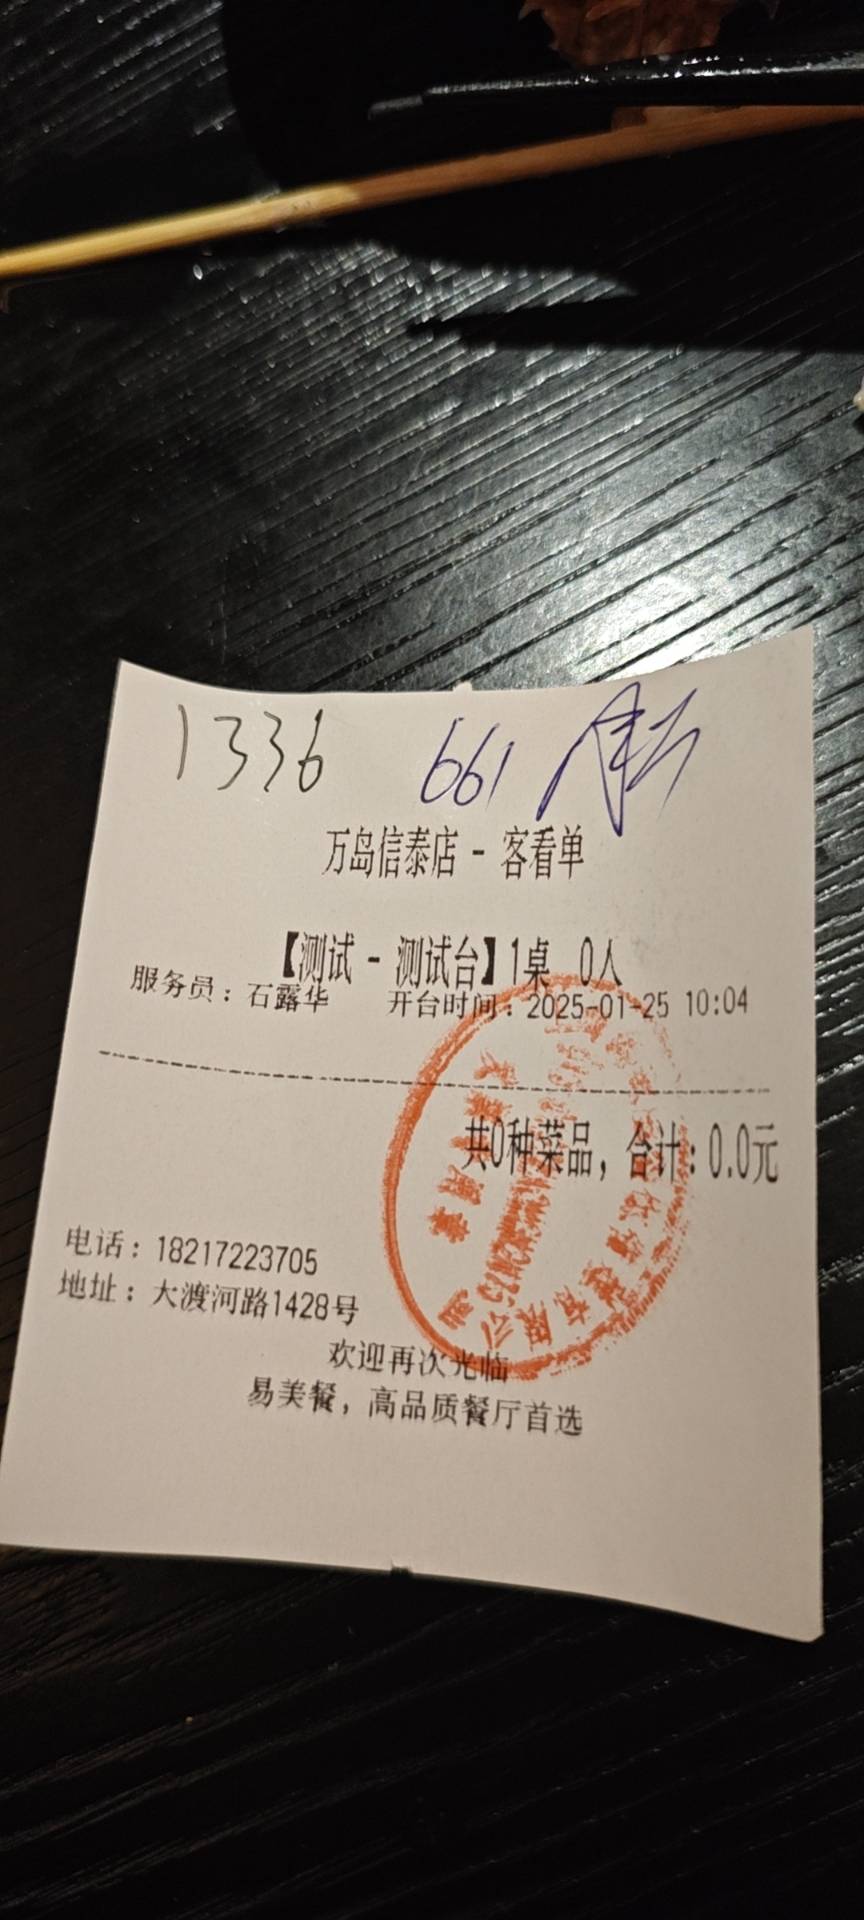 1336 661
万岛信泰店 - 客看单
【测试 - 测试台】1桌 0人
服务员：石露华 开台时间：2025-01-25 10:04
共0种菜品，合计：0.0元
电话：18217223705
地址：大渡河路1428号
欢迎再次光临
易美餐，高品质餐厅首选